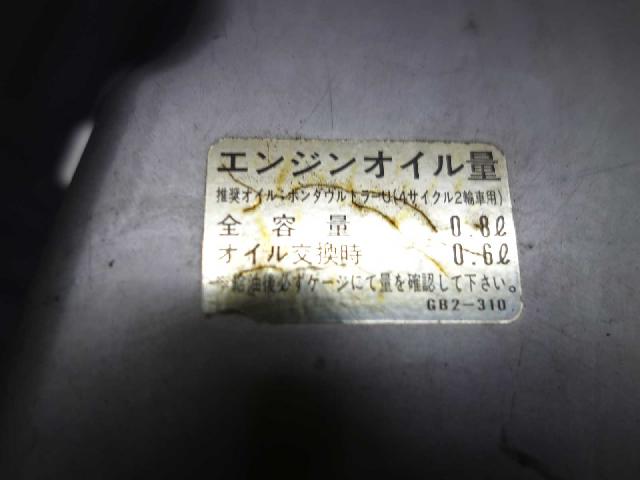 エンジンオイル量
推奨オイル:ホンダウルトラーU(4サイクル2輪車用)
全容量 0.8ℓ
オイル交換時 0.6ℓ
※給油後必ずゲージにて量を確認して下さい。
GB2-310